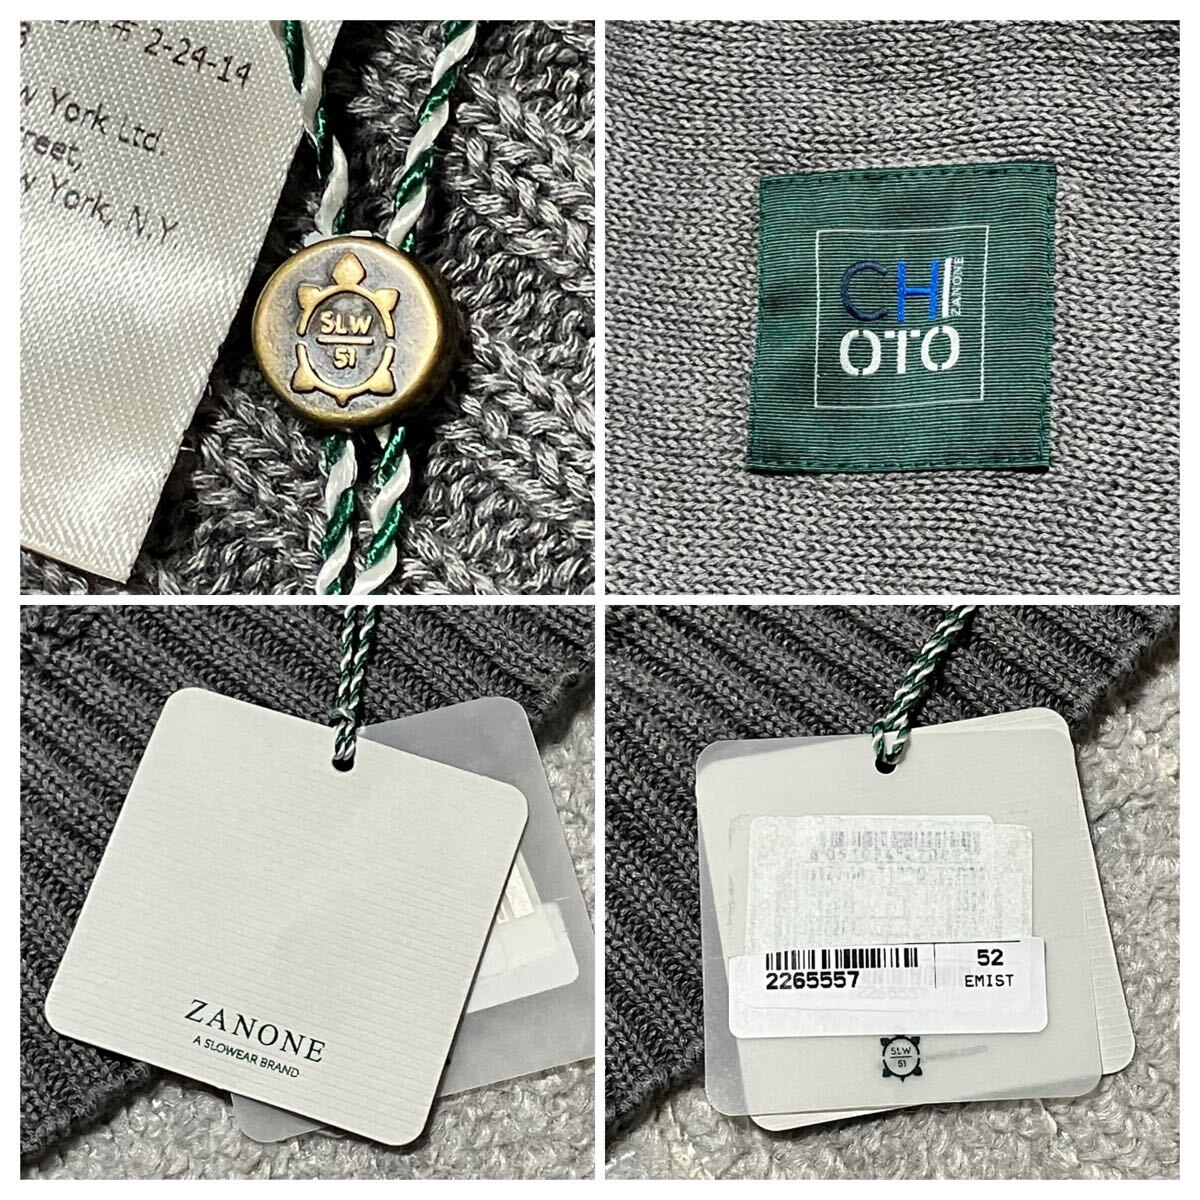 # 2-24-14
York Ltd.
York, N.Y.
SLW
51
CHI
ZANONE
OTO
ZANONE
A SLOWEAR BRAND
2265557
52
EMIST
SLW
51